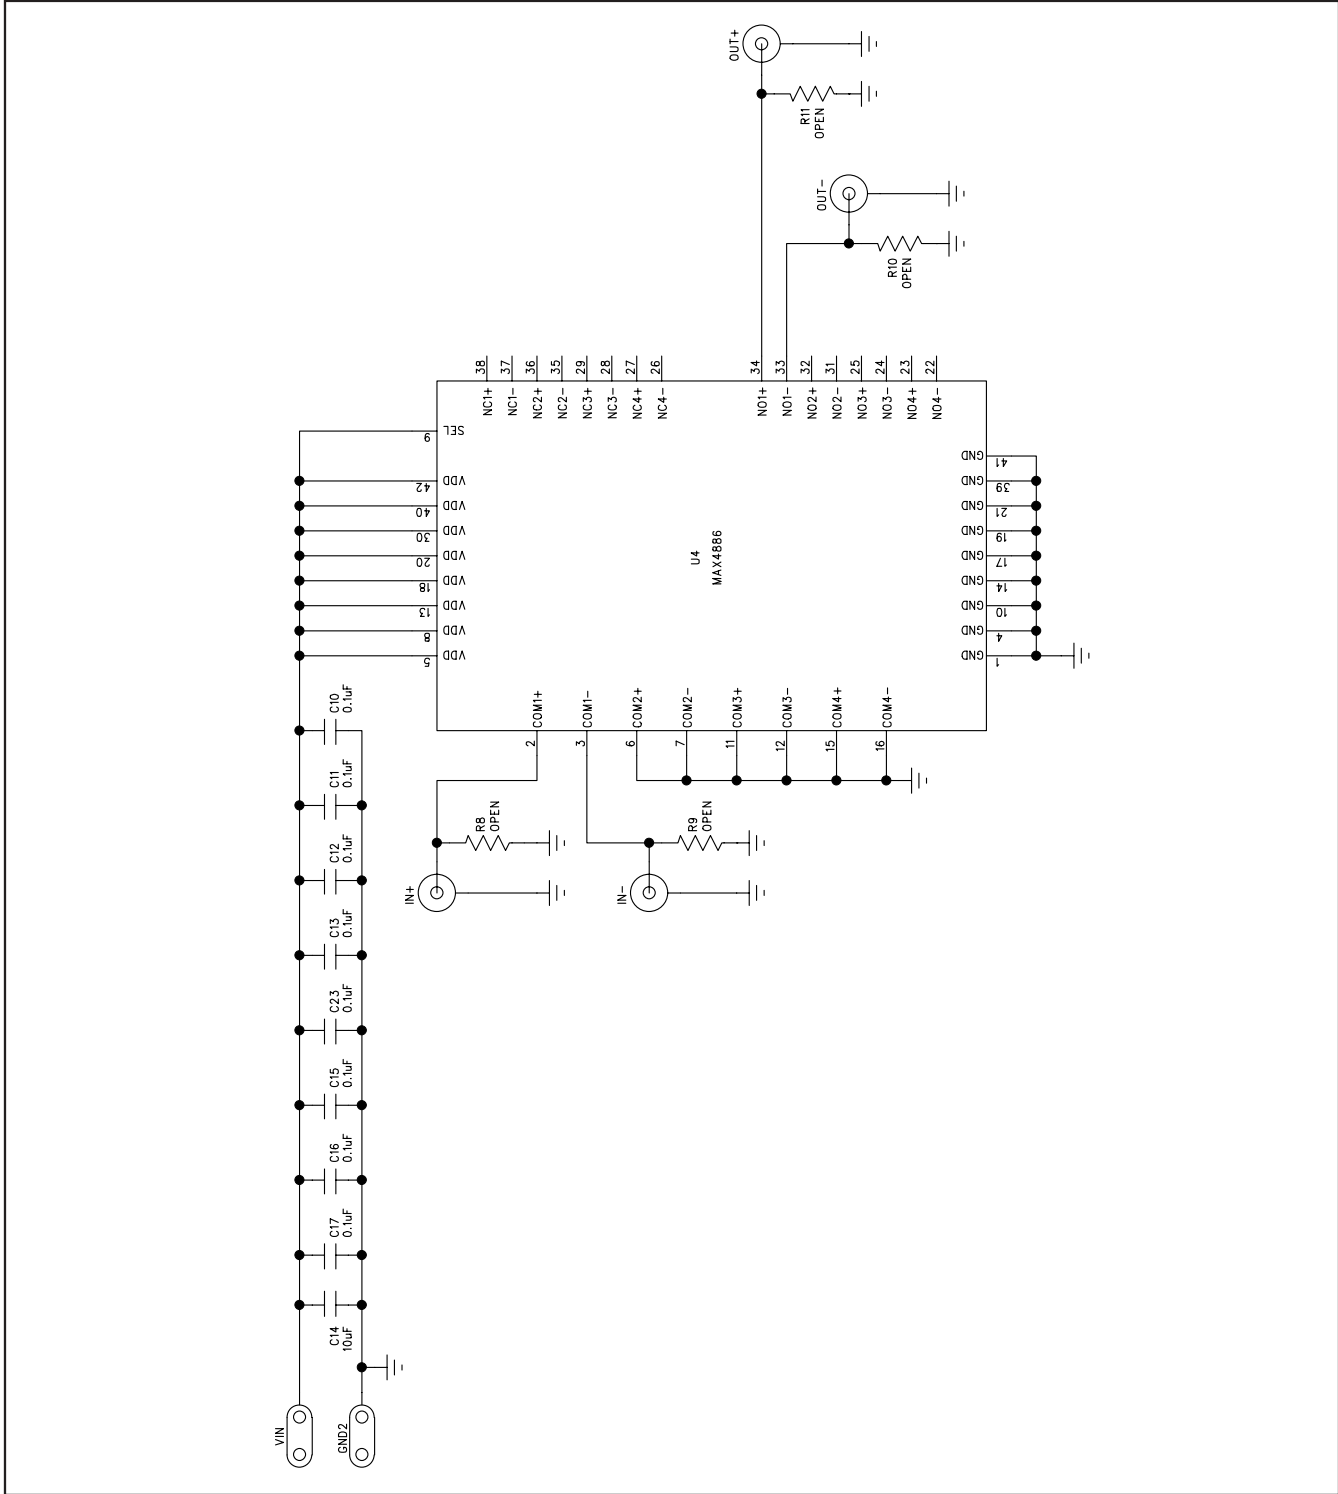 OUT+
R11
OPEN
OUT-
R10
OPEN
38
37
36
35
29
28
27
26
34
33
32
31
25
24
23
22
NC1+
NC1-
NC2+
NC2-
NC3+
NC3-
NC4+
NC4-
NO1+
NO1-
NO2+
NO2-
NO3+
NO3-
NO4+
NO4-
9
SEL
42
VDD
40
VDD
30
VDD
20
VDD
18
VDD
13
VDD
8
VDD
5
VDD
U4
MAX4886
GND
41
GND
39
GND
21
GND
19
GND
17
GND
14
GND
10
GND
4
GND
1
COM1+
COM1-
COM2+
COM2-
COM3+
COM3-
COM4+
COM4-
2
3
6
7
11
12
15
16
C10
0.1uF
C11
0.1uF
C12
0.1uF
C13
0.1uF
C23
0.1uF
C15
0.1uF
C16
0.1uF
C17
0.1uF
C14
10uF
R8
OPEN
R9
OPEN
IN+
IN-
VIN
GND2